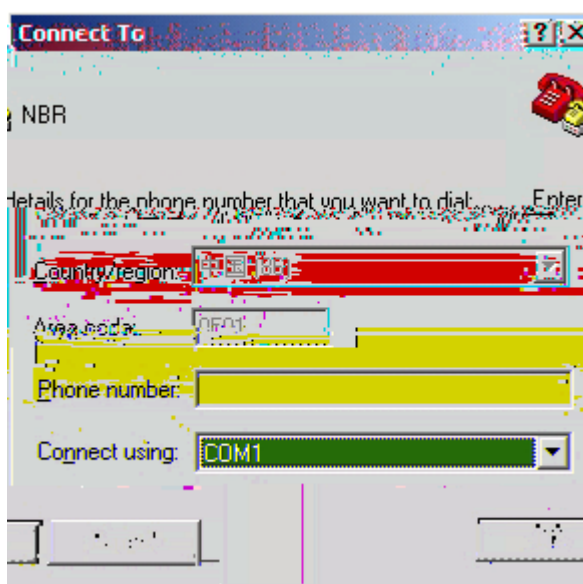 Connect To
NBR
details for the phone number that you want to dial: Enter
Country/region:
Area code:
Phone number:
Connect using: COM1